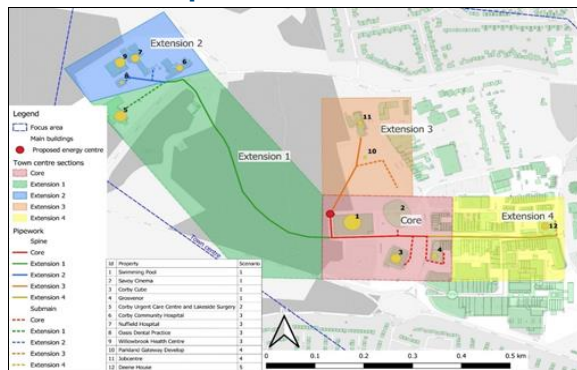 Extension 2
9
7
8
6
5
Legend
Focus area
Main buildings
Proposed energy centre
Town centre sections
Core
Extension 1
Extension 2
Extension 3
Extension 4
Pipework
Spine
Core
Extension 1
Extension 2
Extension 3
Extension 4
Submain
Core
Extension 1
Extension 2
Extension 3
Extension 4
Extension 1
11
Extension 3
10
2
1
Core
3
4
Extension 4
12
Town centre
Id Property Scenario
1 Swimming Pool 1
2 Savoy Cinema 1
3 Corby Cube 1
4 Grosvenor 1
5 Corby Urgent Care Centre and Lakeside Surgery 2
6 Corby Community Hospital 3
7 Nuffield Hospital 3
8 Oasis Dental Practice 3
9 Willowbrook Health Centre 3
10 Parkland Gateway Develop 4
11 Jobcentre 4
12 Deene House 5
0 0.1 0.2 0.3 0.4 0.5 km